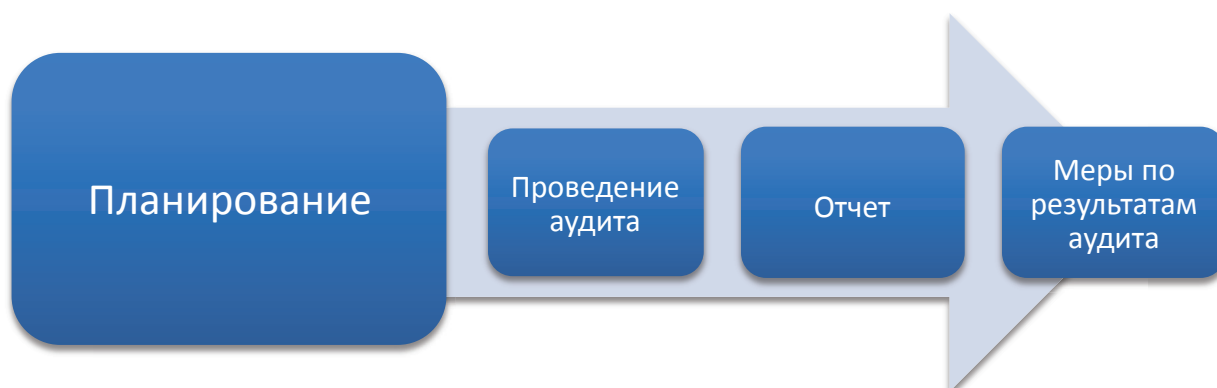 Планирование
Проведение
аудита
Отчет
Меры по
результатам
аудита